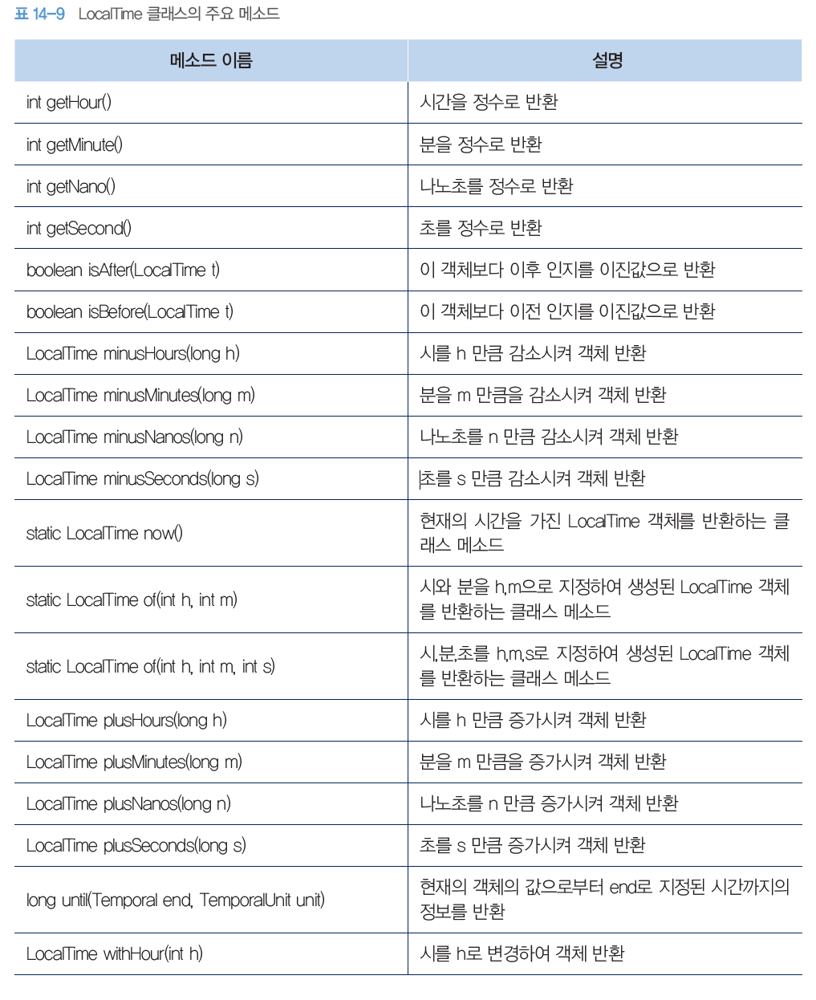 표 14-9 LocalTime 클래스의 주요 메소드
메소드 이름 설명
int getHour() 시간을 정수로 반환
int getMinute() 분을 정수로 반환
int getNano() 나노초를 정수로 반환
int getSecond() 초를 정수로 반환
boolean isAfter(LocalTime t) 이 객체보다 이후 인지를 이진값으로 반환
boolean isBefore(LocalTime t) 이 객체보다 이전 인지를 이진값으로 반환
LocalTime minusHours(long h) 시를 h 만큼 감소시켜 객체 반환
LocalTime minusMinutes(long m) 분을 m 만큼을 감소시켜 객체 반환
LocalTime minusNanos(long n) 나노초를 n 만큼 감소시켜 객체 반환
LocalTime minusSeconds(long s) 초를 s 만큼 감소시켜 객체 반환
static LocalTime now() 현재의 시간을 가진 LocalTime 객체를 반환하는 클
래스 메소드
static LocalTime of(int h, int m) 시와 분을 h,m으로 지정하여 생성된 LocalTime 객체
를 반환하는 클래스 메소드
static LocalTime of(int h, int m, int s) 시,분,초를 h,m,s로 지정하여 생성된 LocalTime 객체
를 반환하는 클래스 메소드
LocalTime plusHours(long h) 시를 h 만큼 증가시켜 객체 반환
LocalTime plusMinutes(long m) 분을 m 만큼을 증가시켜 객체 반환
LocalTime plusNanos(long n) 나노초를 n 만큼 증가시켜 객체 반환
LocalTime plusSeconds(long s) 초를 s 만큼 증가시켜 객체 반환
long until(Temporal end, TemporalUnit unit) 현재의 객체의 값으로부터 end로 지정된 시간까지의
정보를 반환
LocalTime withHour(int h) 시를 h로 변경하여 객체 반환